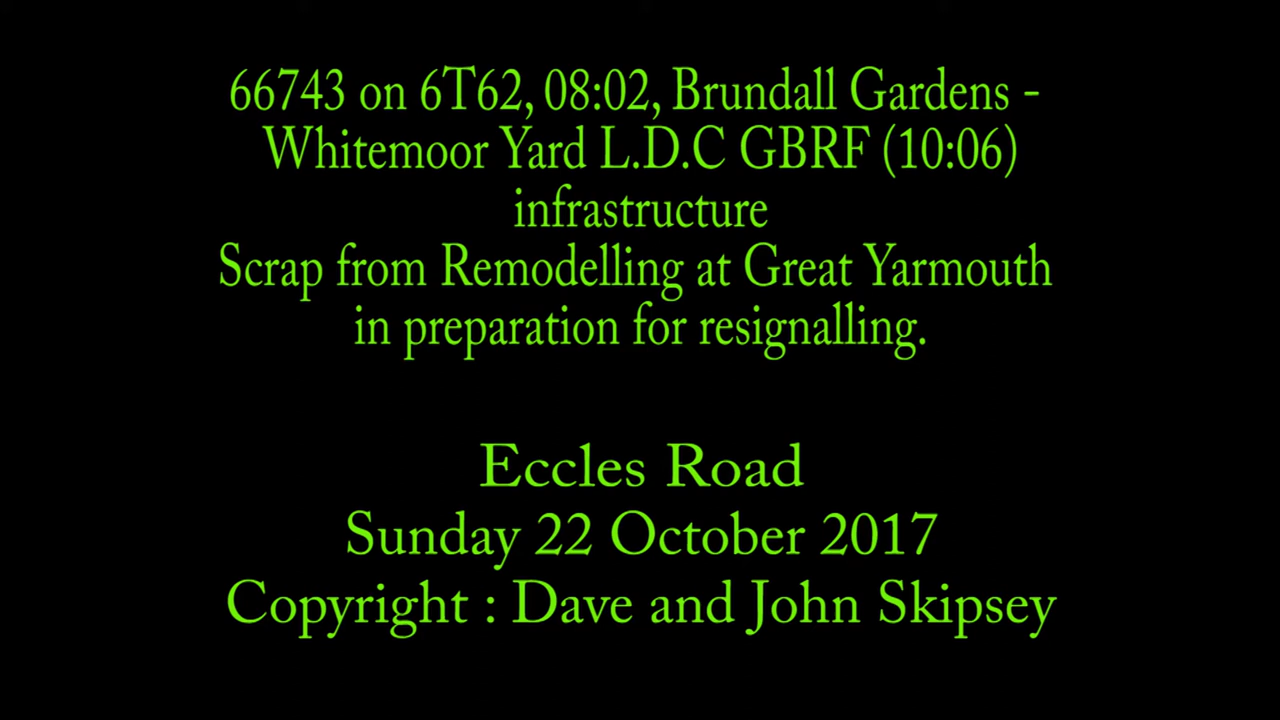 66743 on 6T62, 08:02, Brundall Gardens -
Whitemoor Yard L.D.C GBRF (10:06)
infrastructure
Scrap from Remodelling at Great Yarmouth
in preparation for resignalling.
Eccles Road
Sunday 22 October 2017
Copyright : Dave and John Skipsey